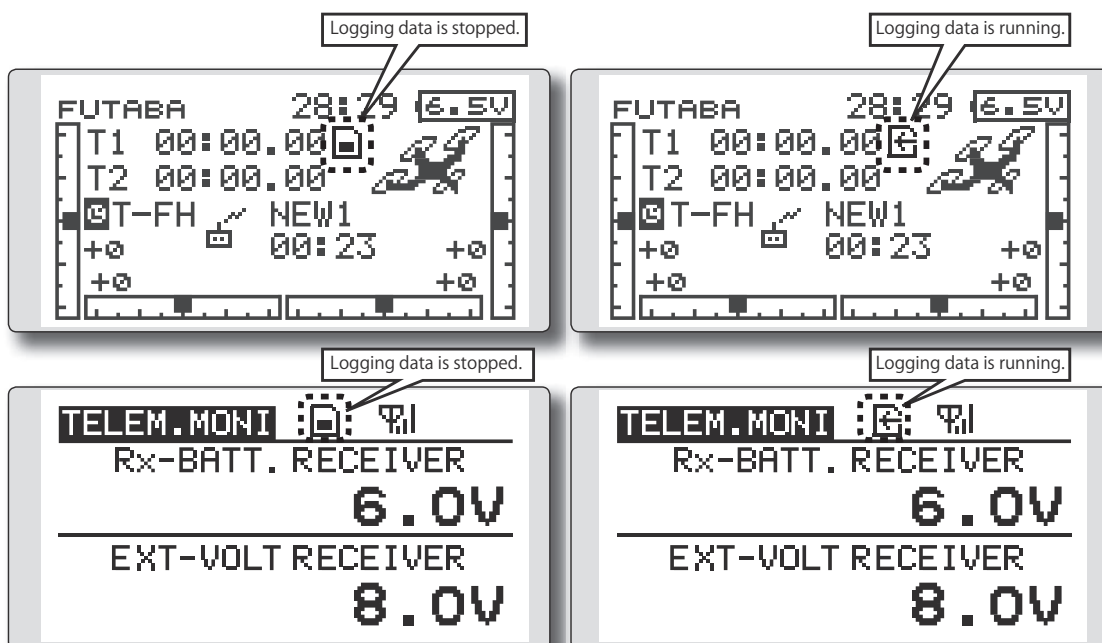 Logging data is stopped.
FUTABA 28:29 6.5V
T1 00:00.00
T2 00:00.00
T-FH NEW1
00:23
+0 +0
+0 +0
Logging data is running.
FUTABA 28:29 6.5V
T1 00:00.00
T2 00:00.00
T-FH NEW1
00:23
+0 +0
+0 +0
Logging data is stopped.
TELEM.MONI
Rx-BATT. RECEIVER
6.0V
EXT-VOLT RECEIVER
8.0V
Logging data is running.
TELEM.MONI
Rx-BATT. RECEIVER
6.0V
EXT-VOLT RECEIVER
8.0V